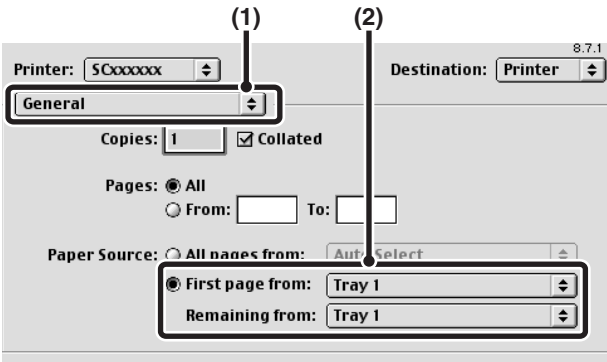 (1) (2)
8.7.1
Printer: SCxxxxxx Destination: Printer
General
Copies: 1 Collated
Pages: All
From: To:
Paper Source: All pages from: Auto Select
First page from: Tray 1
Remaining from: Tray 1